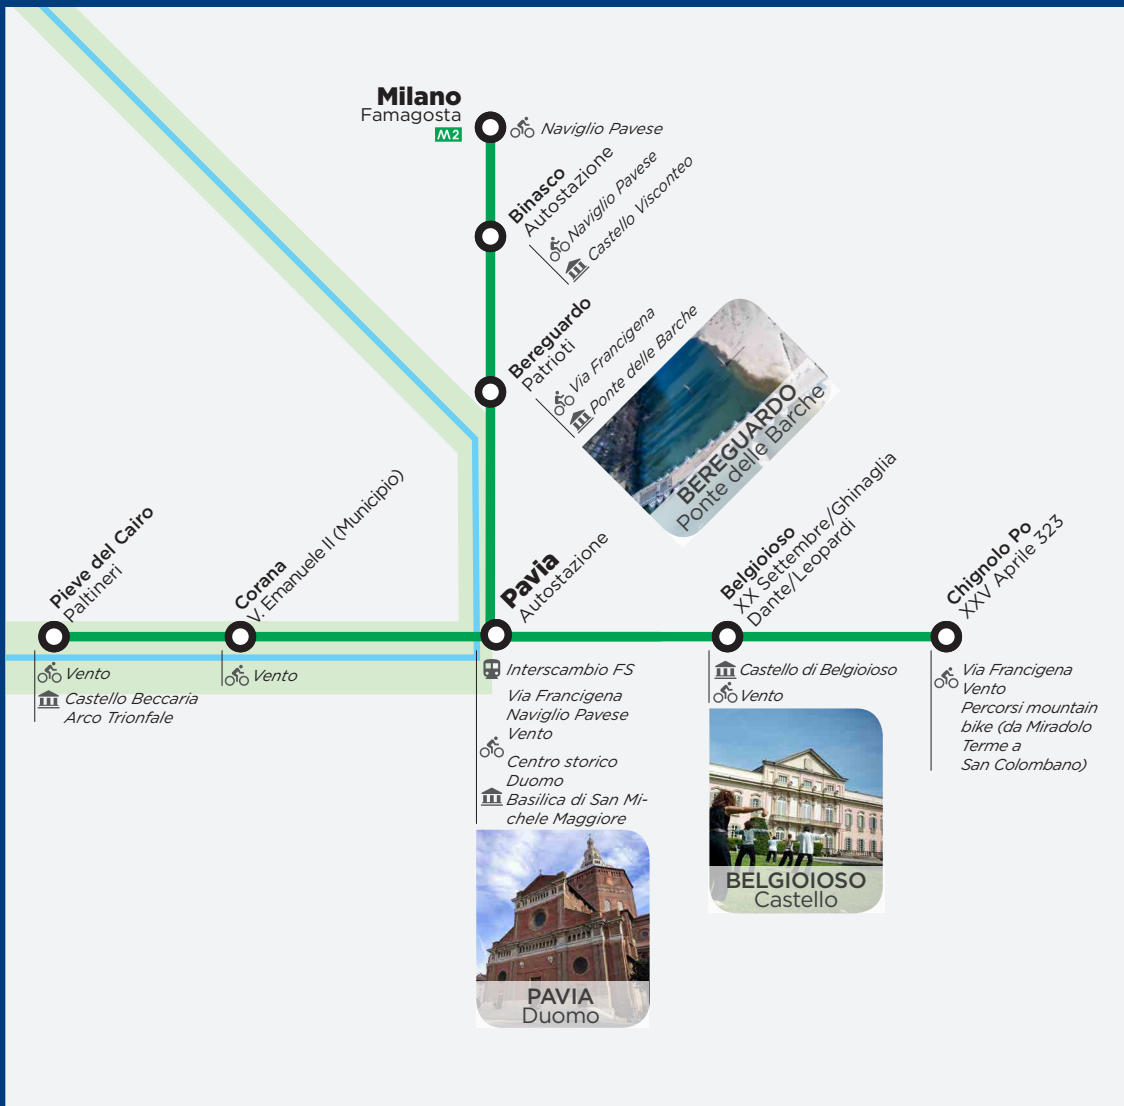 Milano
Famagosta
M2
Naviglio Pavese
Binasco
Autostazione
Naviglio Pavese
Castello Visconteo
Bereguardo
Patrioti
Via Francigena
Ponte delle Barche
BEREGUARDO
Ponte delle Barche
Pieve del Cairo
Paltineri
Vento
Castello Beccaria
Arco Trionfale
Corana
V. Emanuele II (Municipio)
Vento
Pavia
Autostazione
Interscambio FS
Via Francigena
Naviglio Pavese
Vento
Centro storico
Duomo
Basilica di San Mi-
chele Maggiore
PAVIA
Duomo
Belgioioso
XX Settembre/Ghinaglia
Dante/Leopardi
Castello di Belgioioso
Vento
BELGIOIOSO
Castello
Chignolo Po
XXV Aprile 323
Via Francigena
Vento
Percorsi mountain
bike (da Miradolo
Terme a
San Colombano)